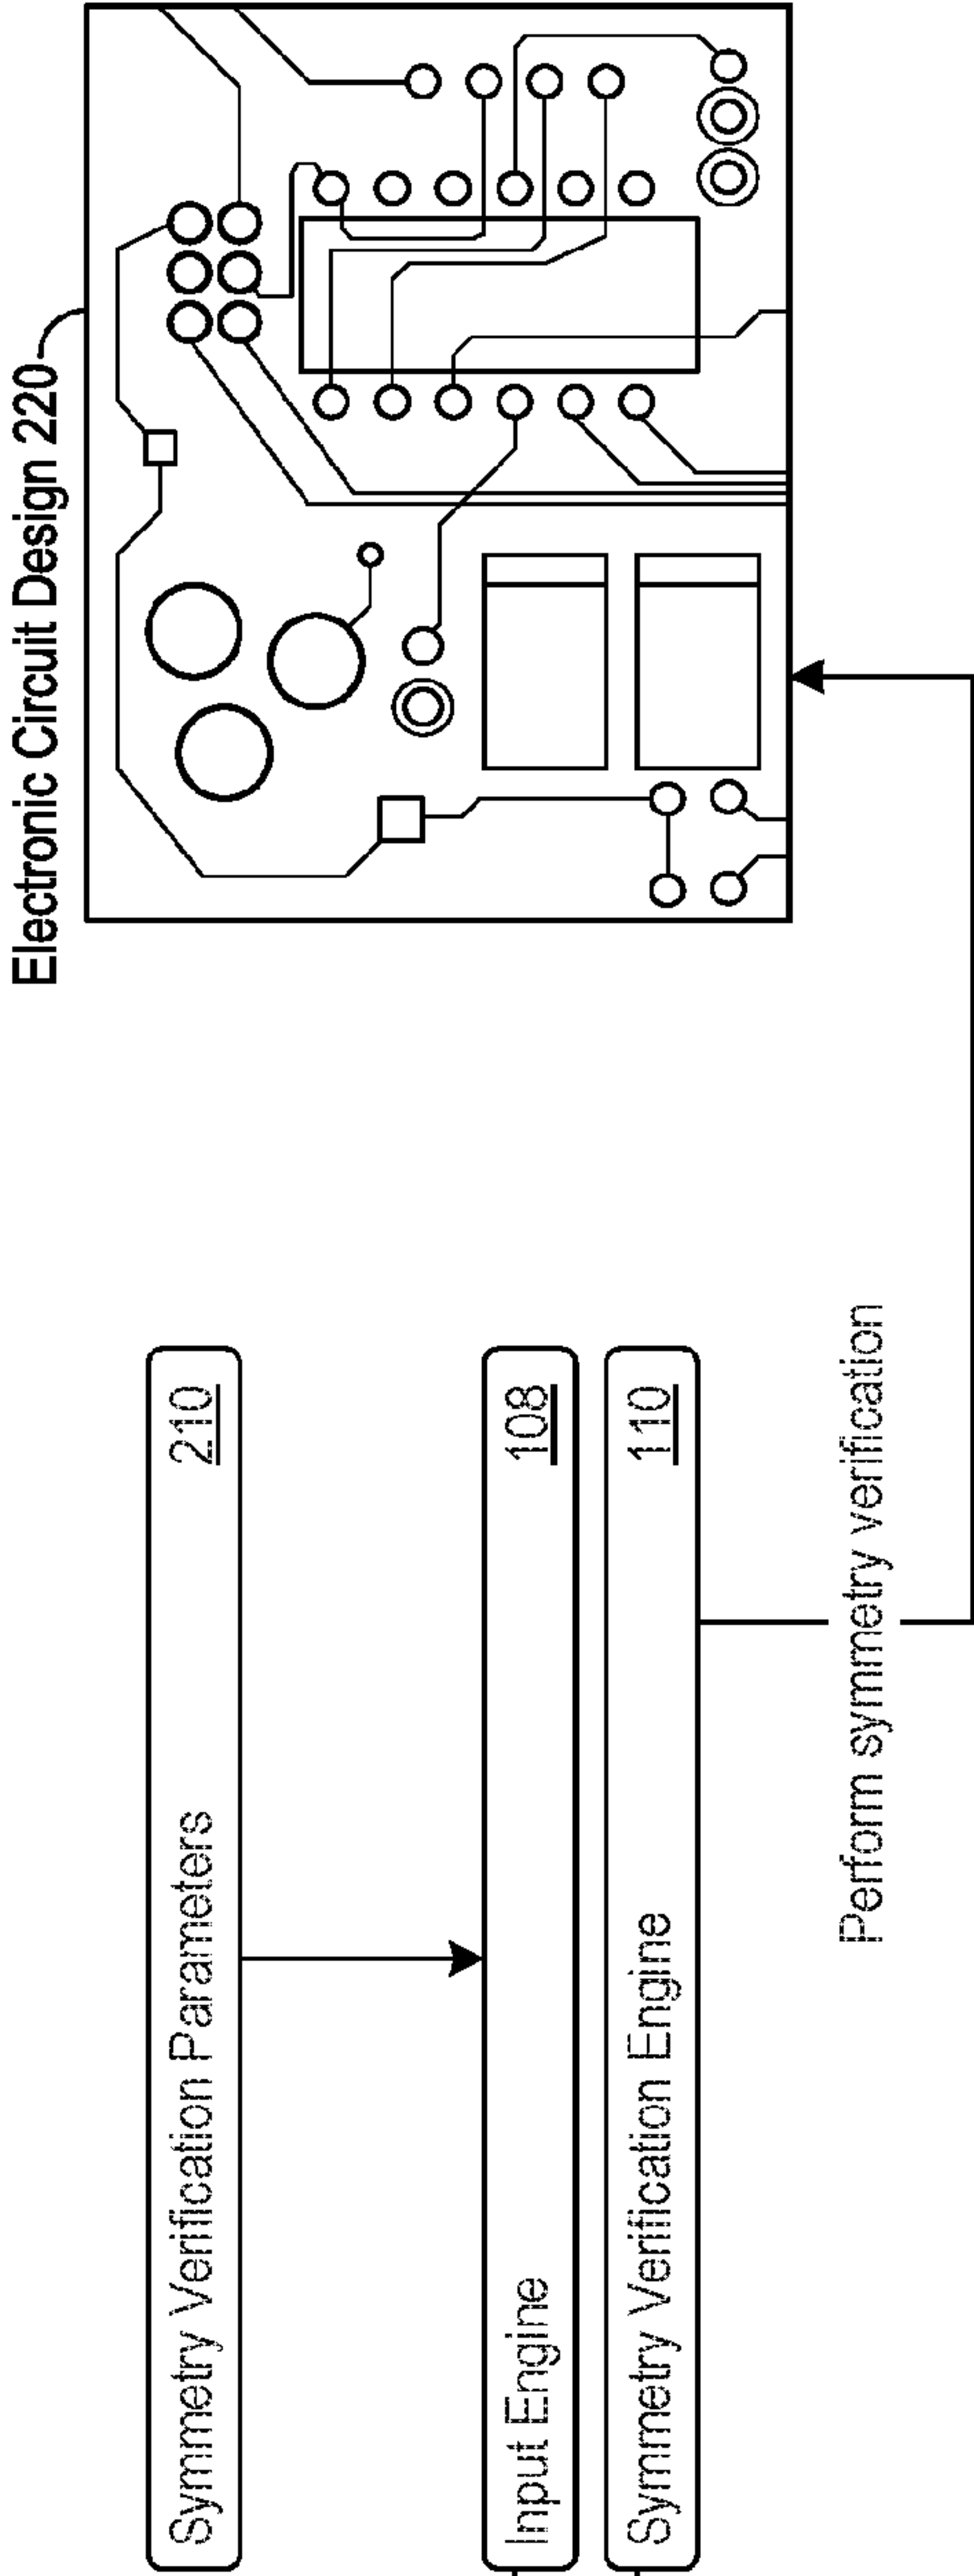 Symmetry Verification Parameters 210
Input Engine 108
Symmetry Verification Engine 110
Perform symmetry verification
Electronic Circuit Design 220